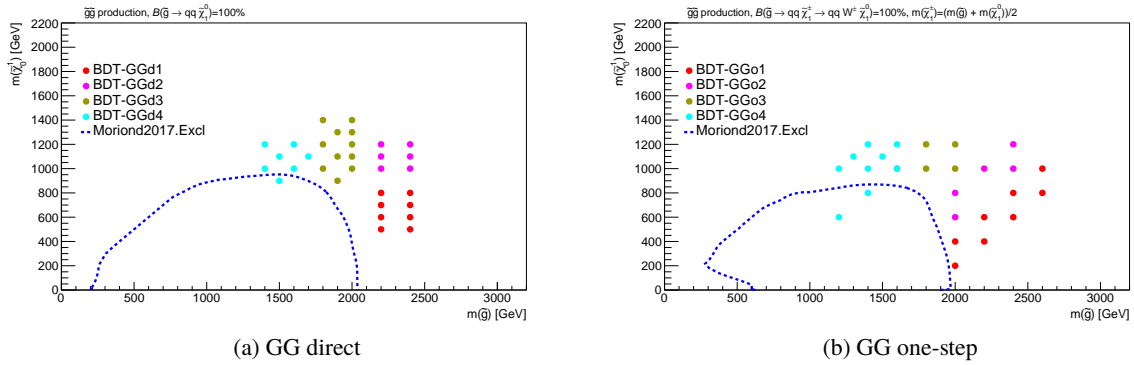 g̃g̃ production, B(g̃ → qq χ̃₁⁰)=100%
m(χ̃₁⁰) [GeV]
2200
2000
1800
1600
1400
1200
1000
800
600
400
200
0
BDT-GGd1
BDT-GGd2
BDT-GGd3
BDT-GGd4
Moriond2017.Excl
0 500 1000 1500 2000 2500 3000
m(g̃) [GeV]
(a) GG direct
g̃g̃ production, B(g̃ → qq χ̃₁± → qq W± χ̃₁⁰)=100%, m(χ̃₁±)=(m(g̃) + m(χ̃₁⁰))/2
m(χ̃₁⁰) [GeV]
2200
2000
1800
1600
1400
1200
1000
800
600
400
200
0
BDT-GGo1
BDT-GGo2
BDT-GGo3
BDT-GGo4
Moriond2017.Excl
0 500 1000 1500 2000 2500 3000
m(g̃) [GeV]
(b) GG one-step